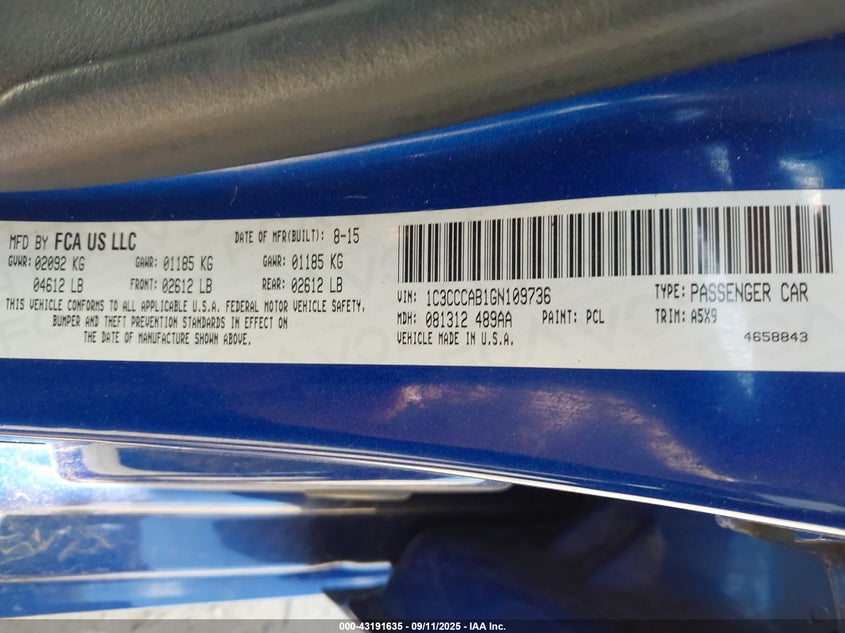 MFD BY FCA US LLC DATE OF MFR(BUILT): 8-15
GVWR: 02092 KG GAWR: 01185 KG GAWR: 01185 KG
04612 LB FRONT: 02612 LB REAR: 02612 LB
THIS VEHICLE CONFORMS TO ALL APPLICABLE U.S.A. FEDERAL MOTOR VEHICLE SAFETY,
BUMPER AND THEFT PREVENTION STANDARDS IN EFFECT ON
THE DATE OF MANUFACTURE SHOWN ABOVE.
VIN: 1C3CCCAB1GN109736 TYPE: PASSENGER CAR
MDH: 081312 489AA PAINT: PCL TRIM: A5X9
VEHICLE MADE IN U.S.A. 4658843
000-43191635 - 09/11/2025 - IAA Inc.